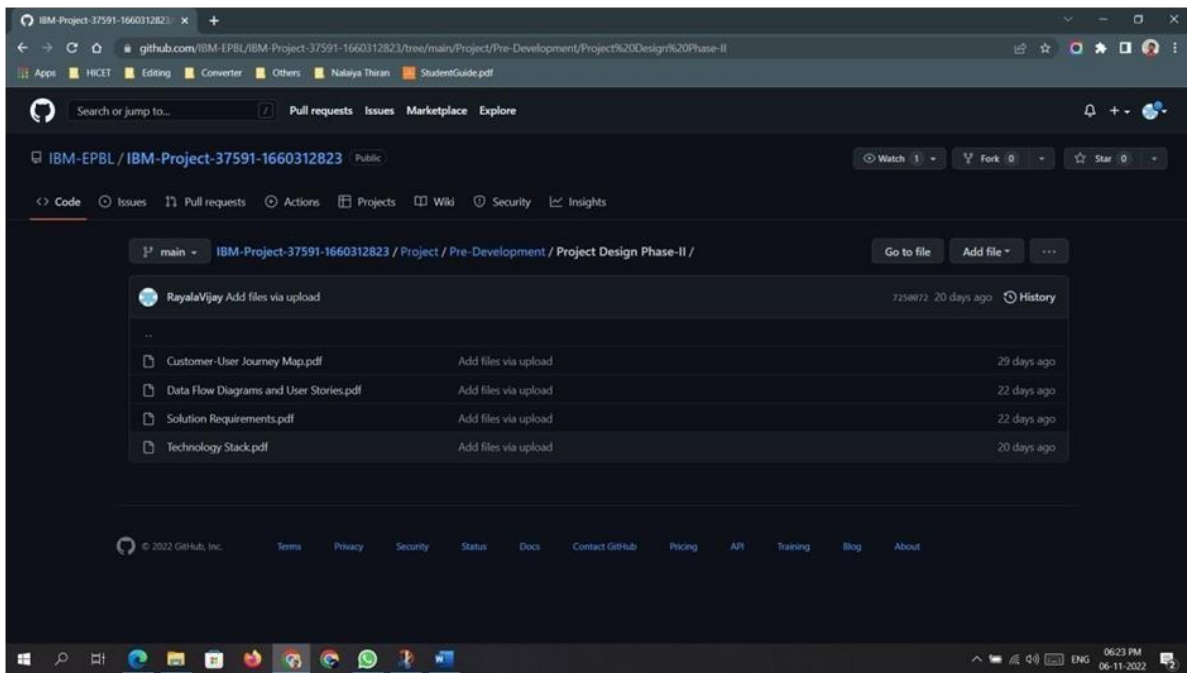 IBM-Project-37591-1660312823/
github.com/IBM-EPBL/IBM-Project-37591-1660312823/tree/main/Project/Pre-Development/Project%20Design%20Phase-II
Apps HICET Editing Converter Others Nalaiya Thiran StudentGuide.pdf
Search or jump to... / Pull requests Issues Marketplace Explore
IBM-EPBL / IBM-Project-37591-1660312823 Public Watch 1 Fork 0 Star 0
Code Issues Pull requests Actions Projects Wiki Security Insights
main IBM-Project-37591-1660312823 / Project / Pre-Development / Project Design Phase-II / Go to file Add file ...
RayalaVijay Add files via upload 7250872 20 days ago History
..
Customer-User Journey Map.pdf Add files via upload 29 days ago
Data Flow Diagrams and User Stories.pdf Add files via upload 22 days ago
Solution Requirements.pdf Add files via upload 22 days ago
Technology Stack.pdf Add files via upload 20 days ago
© 2022 GitHub, Inc. Terms Privacy Security Status Docs Contact GitHub Pricing API Training Blog About
ENG 06:23 PM
06-11-2022
2